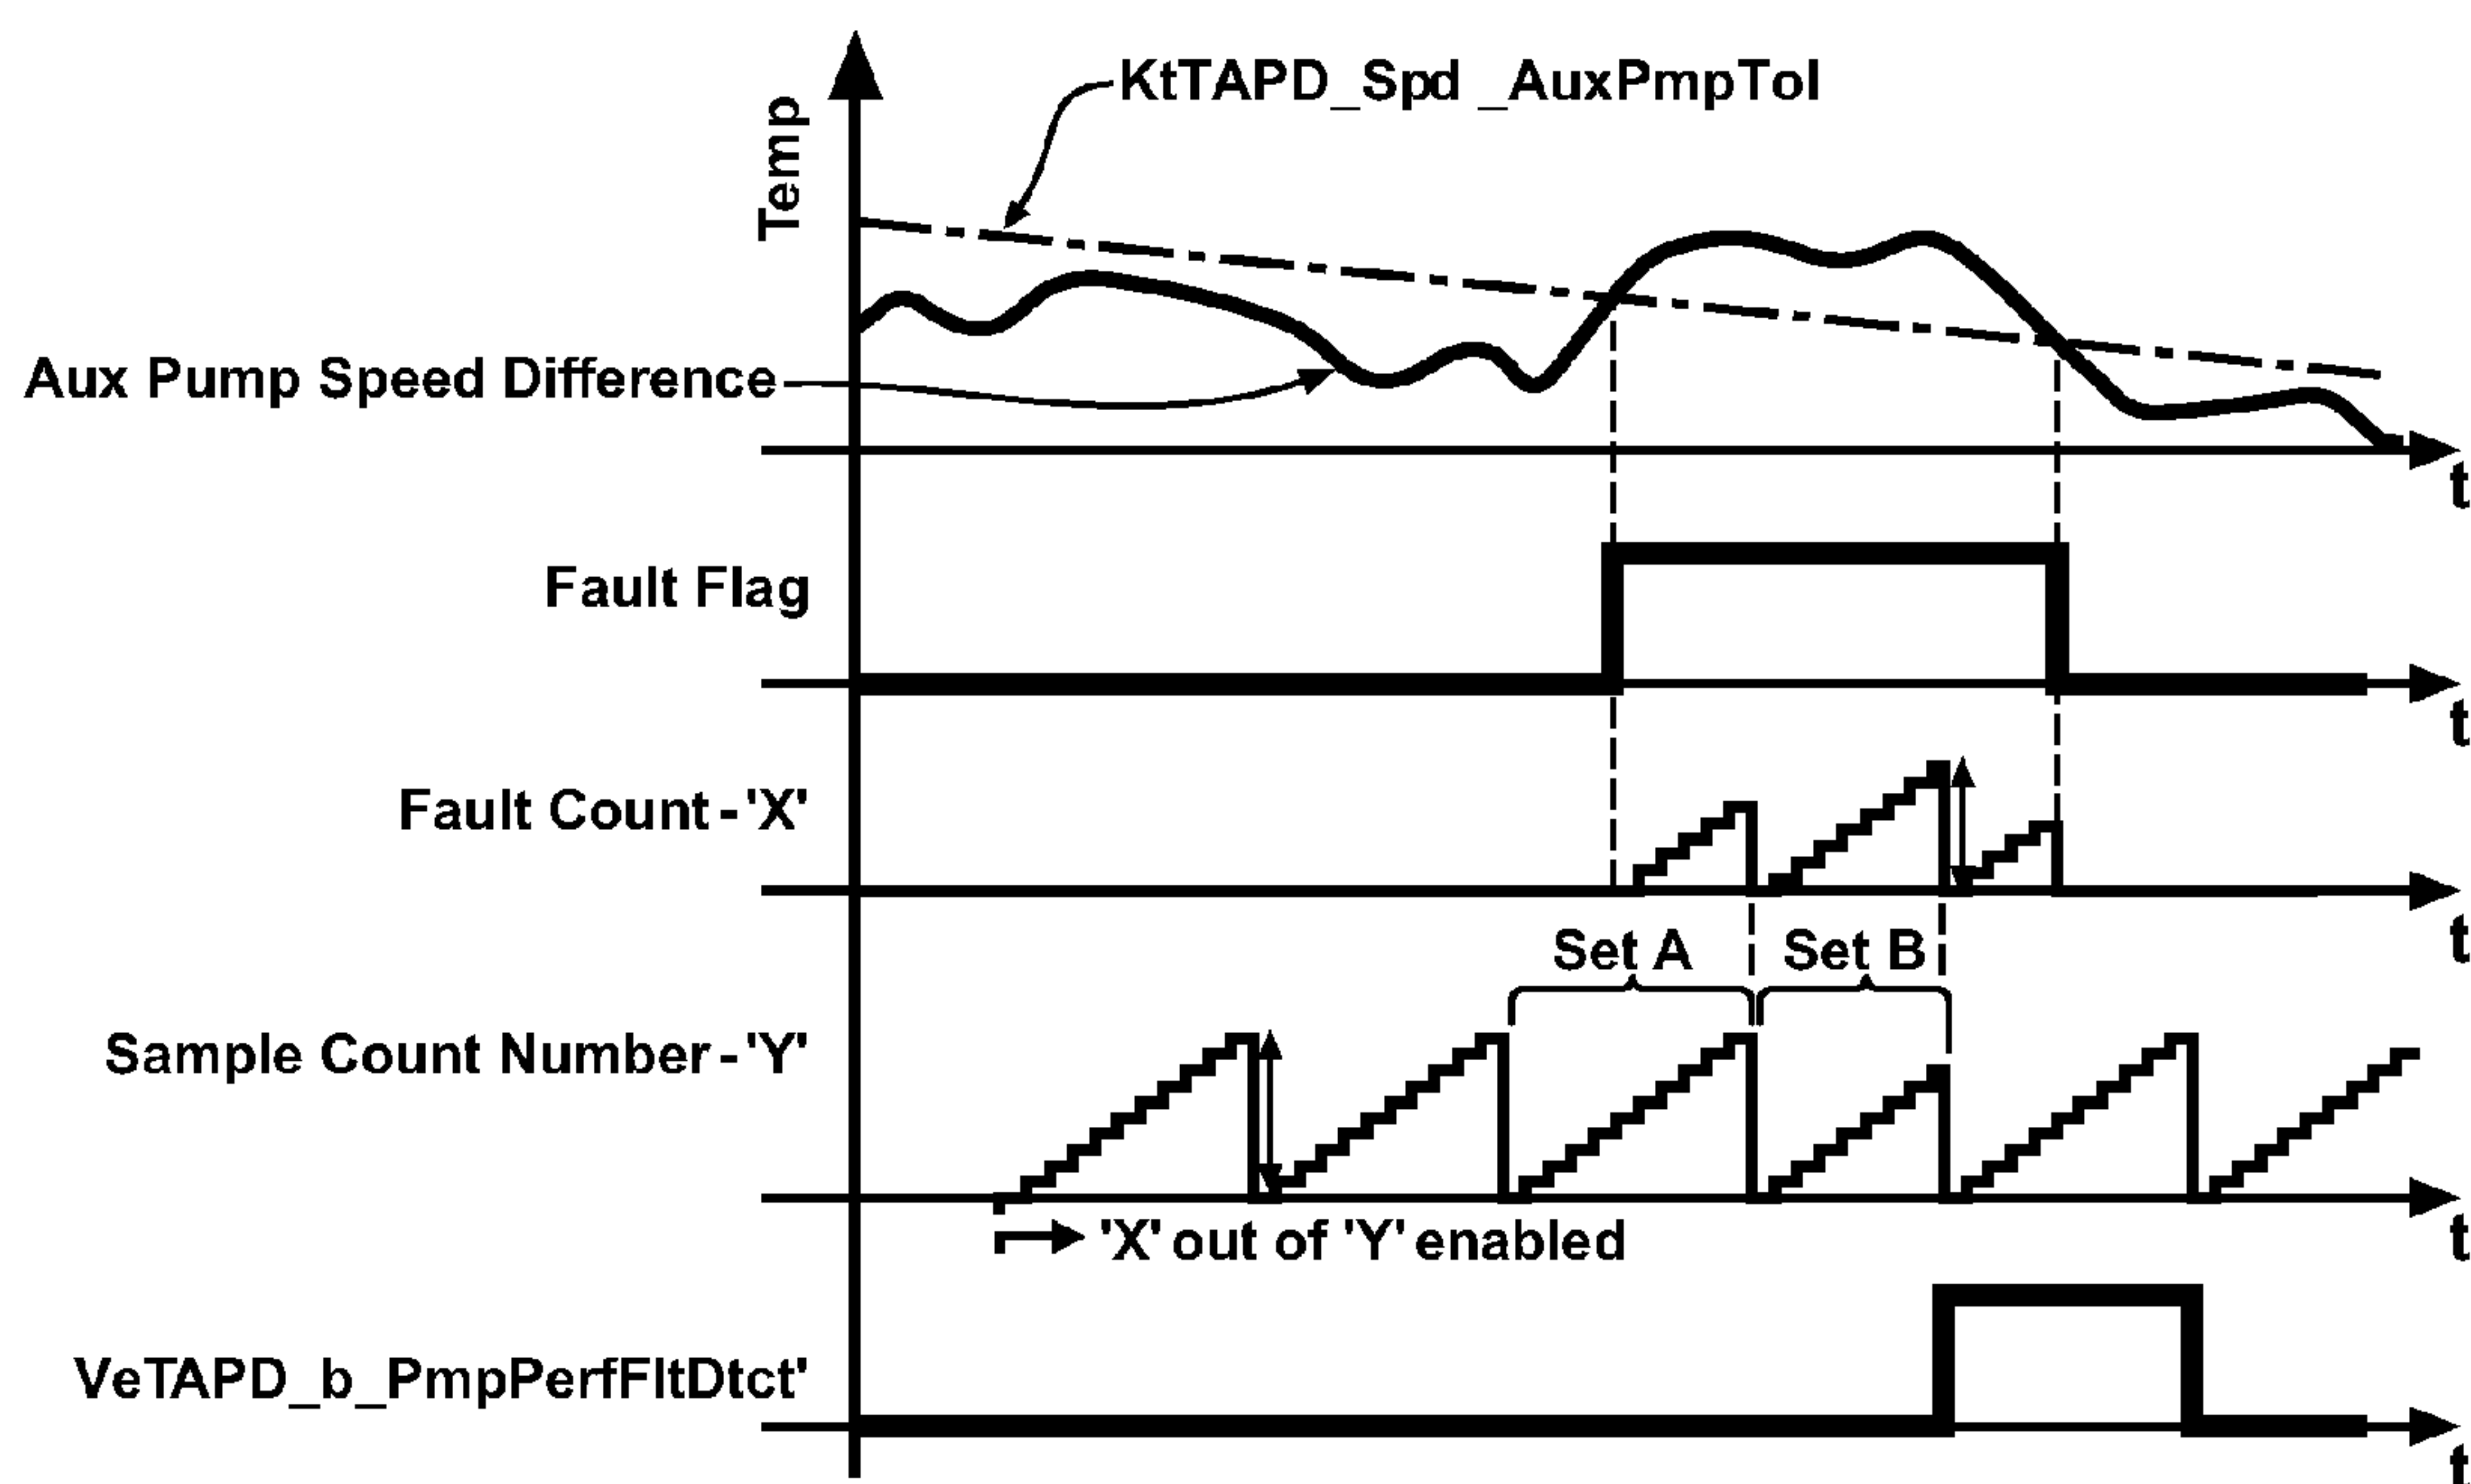 KtTAPD_Spd _AuxPmpTol
Temp
Aux Pump Speed Difference
t
Fault Flag
t
Fault Count-'X'
t
Set A
Set B
Sample Count Number-'Y'
'X' out of 'Y' enabled
t
VeTAPD_b_PmpPerfFltDtct'
t